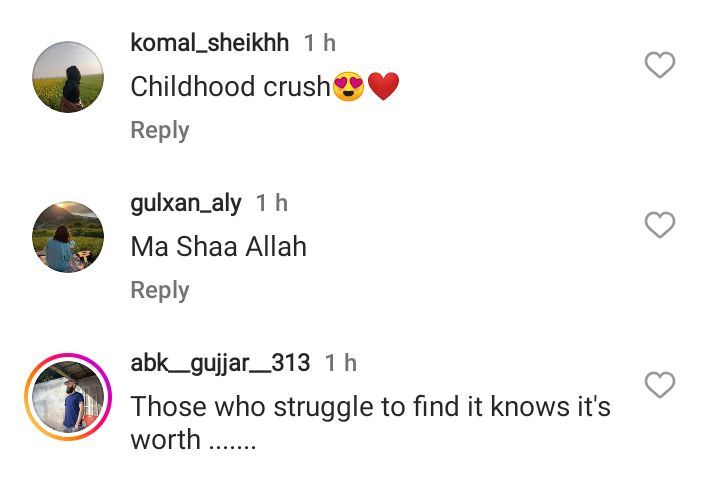 komal_sheikhh 1 h
Childhood crush😍❤️
Reply
gulxan_aly 1 h
Ma Shaa Allah
Reply
abk__gujjar__313 1 h
Those who struggle to find it knows it's
worth .......